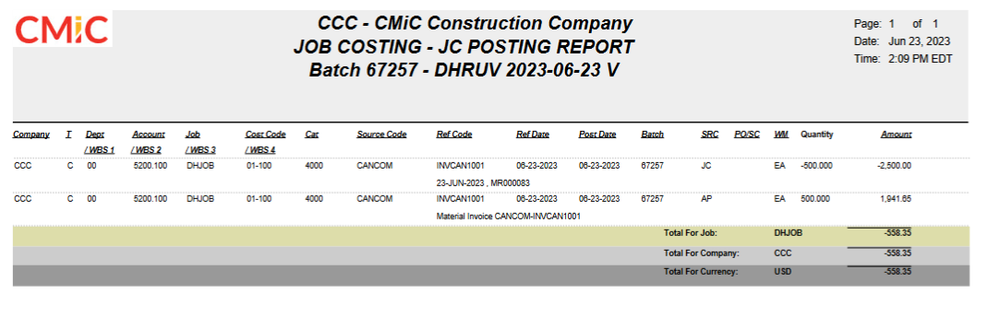 CMiC
CCC - CMiC Construction Company
JOB COSTING - JC POSTING REPORT
Batch 67257 - DHRUV 2023-06-23 V
Page: 1 of 1
Date: Jun 23, 2023
Time: 2:09 PM EDT
Company T Dept Account Job Cost Code Cat Source Code Ref Code Ref Date Post Date Batch SRC PO/SC WM Quantity Amount
/ WBS 1 / WBS 2 / WBS 3 / WBS 4
CCC C 00 5200.100 DHJOB 01-100 4000 CANCOM INVCAN1001 06-23-2023 06-23-2023 67257 JC EA -500.000 -2,500.00
23-JUN-2023 , MR000083
CCC C 00 5200.100 DHJOB 01-100 4000 CANCOM INVCAN1001 06-23-2023 06-23-2023 67257 AP EA 500.000 1,941.65
Material Invoice CANCOM-INVCAN1001
Total For Job: DHJOB -558.35
Total For Company: CCC -558.35
Total For Currency: USD -558.35